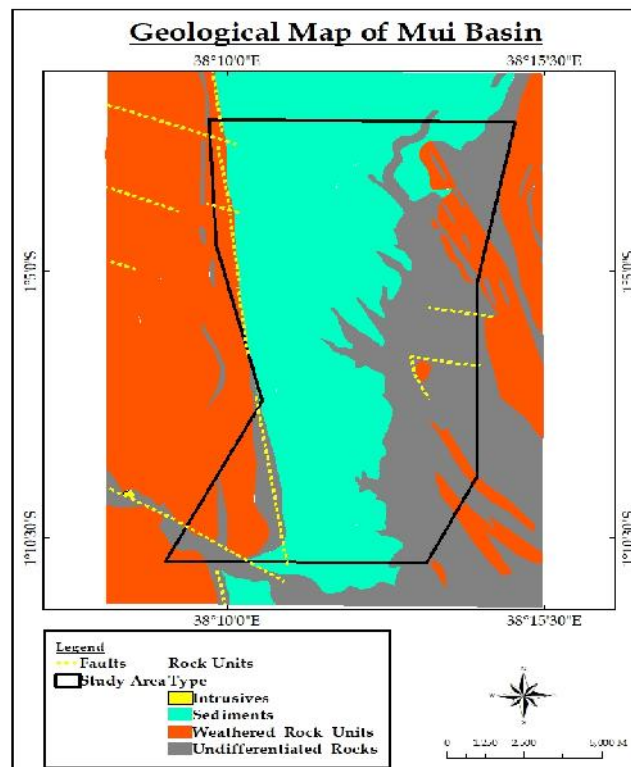 Geological Map of Mui Basin
38°10'0"E 38°15'30"E
1°5'0"S 1°5'0"S
1°10'30"S 1°10'30"S
38°10'0"E 38°15'30"E
Legend
Faults Rock Units
Study Area Type
Intrusives
Sediments
Weathered Rock Units
Undifferentiated Rocks
N
W E
S
0 1,250 2,500 5,000 M